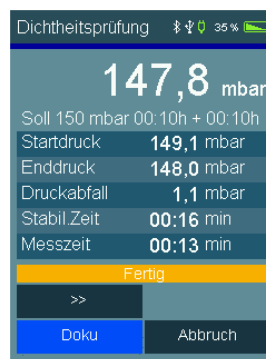 Dichtheitsprüfung 35 %
147,8 mbar
Soll 150 mbar 00:10h + 00:10h
Startdruck 149,1 mbar
Enddruck 148,0 mbar
Druckabfall 1,1 mbar
Stabil.Zeit 00:16 min
Messzeit 00:13 min
Fertig
>>
Doku Abbruch